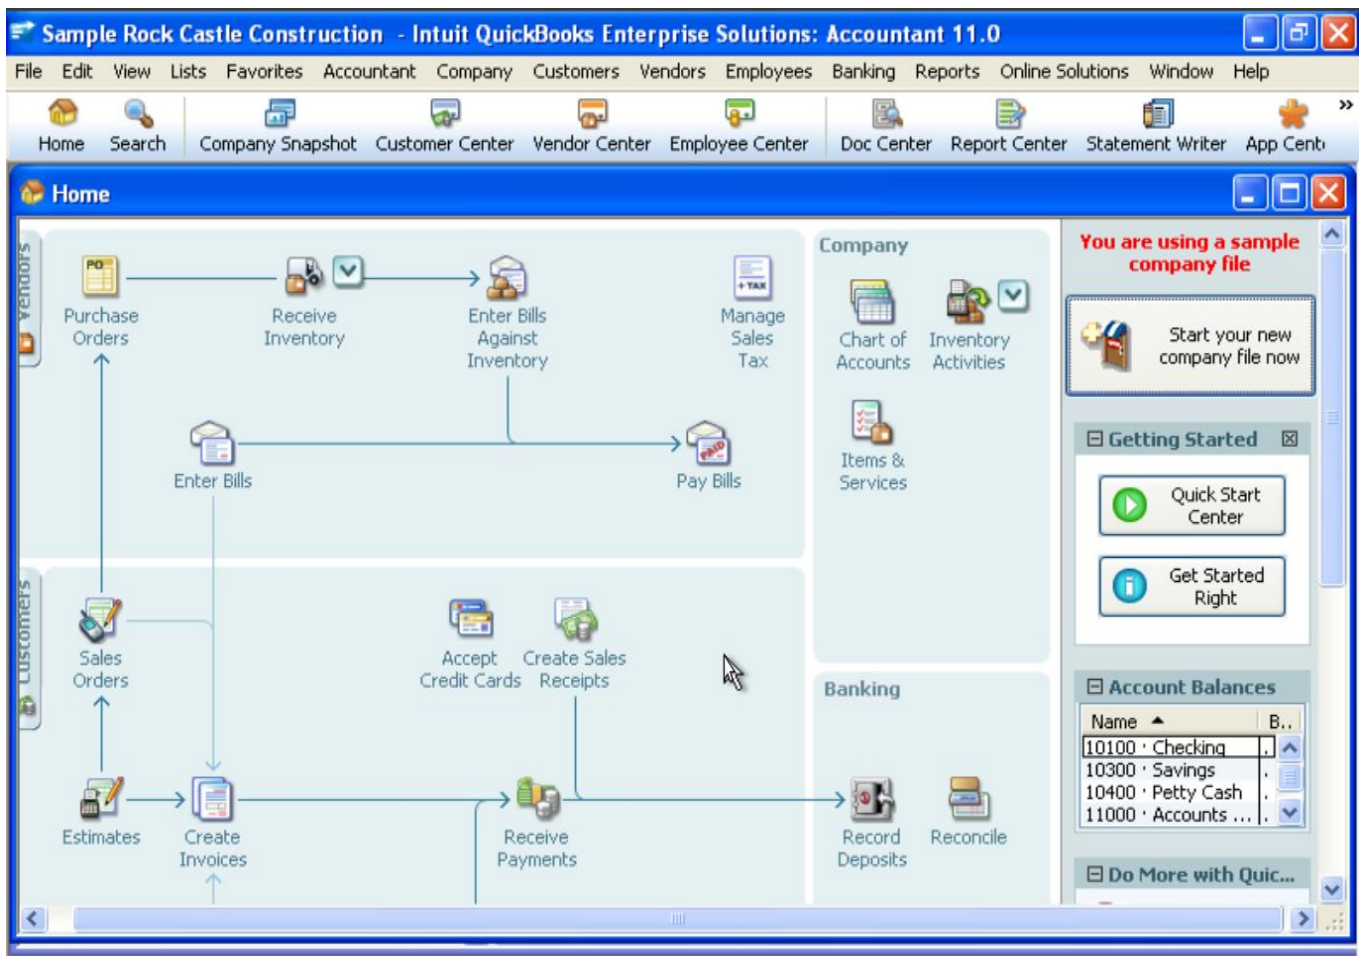 Sample Rock Castle Construction - Intuit QuickBooks Enterprise Solutions: Accountant 11.0
File Edit View Lists Favorites Accountant Company Customers Vendors Employees Banking Reports Online Solutions Window Help
Home Search Company Snapshot Customer Center Vendor Center Employee Center Doc Center Report Center Statement Writer App Cent
Home
Vendors
PO
Purchase
Orders
Receive
Inventory
Enter Bills
Against
Inventory
+ TAX
Manage
Sales
Tax
Enter Bills
PAID
Pay Bills
Customers
Sales
Orders
Accept
Credit Cards
Create Sales
Receipts
Estimates
Create
Invoices
Receive
Payments
Company
Chart of
Accounts
Inventory
Activities
Items &
Services
Banking
Record
Deposits
Reconcile
You are using a sample
company file
Start your new
company file now
Getting Started
Quick Start
Center
Get Started
Right
Account Balances
Name B..
10100 · Checking .
10300 · Savings .
10400 · Petty Cash .
11000 · Accounts ... .
Do More with Quic...